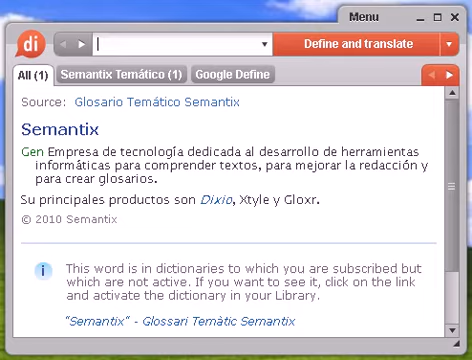 Menu
di
Define and translate
All (1) Semantix Temático (1) Google Define
Source: Glosario Temático Semantix
Semantix
Gen Empresa de tecnología dedicada al desarrollo de herramientas
informáticas para comprender textos, para mejorar la redacción y
para crear glosarios.
Su principales producto son Dixio, Xtyle y Gloxr.
© 2010 Semantix
i
This word is in dictionaries to which you are subscribed but
which are not active. If you want to see it, click on the link
and activate the dictionary in your Library.
"Semantix" - Glossari Temàtic Semantix